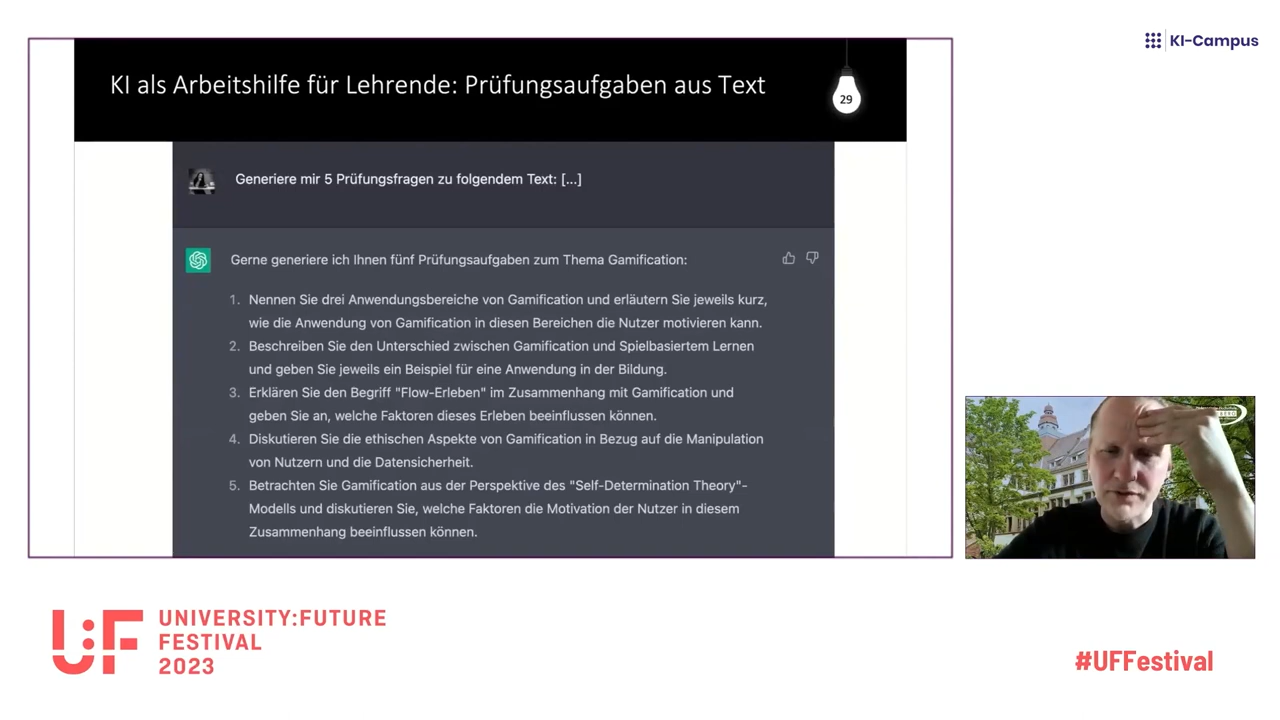 KI-Campus
KI als Arbeitshilfe für Lehrende: Prüfungsaufgaben aus Text
29
Generiere mir 5 Prüfungsfragen zu folgendem Text: [...]
Gerne generiere ich Ihnen fünf Prüfungsaufgaben zum Thema Gamification:
1. Nennen Sie drei Anwendungsbereiche von Gamification und erläutern Sie jeweils kurz,
wie die Anwendung von Gamification in diesen Bereichen die Nutzer motivieren kann.
2. Beschreiben Sie den Unterschied zwischen Gamification und Spielbasiertem Lernen
und geben Sie jeweils ein Beispiel für eine Anwendung in der Bildung.
3. Erklären Sie den Begriff "Flow-Erleben" im Zusammenhang mit Gamification und
geben Sie an, welche Faktoren dieses Erleben beeinflussen können.
4. Diskutieren Sie die ethischen Aspekte von Gamification in Bezug auf die Manipulation
von Nutzern und die Datensicherheit.
5. Betrachten Sie Gamification aus der Perspektive des "Self-Determination Theory"-
Modells und diskutieren Sie, welche Faktoren die Motivation der Nutzer in diesem
Zusammenhang beeinflussen können.
U:F
UNIVERSITY:FUTURE
FESTIVAL
2023
#UFFestival